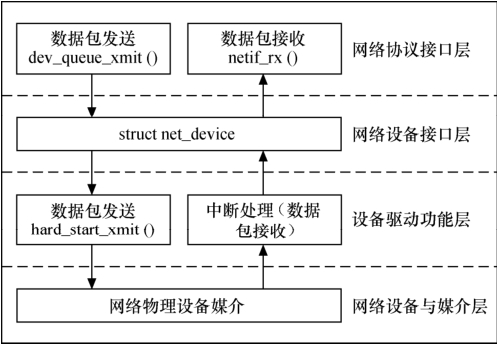 数据包发送
dev_queue_xmit ()
数据包接收
netif_rx ()
网络协议接口层
struct net_device
网络设备接口层
数据包发送
hard_start_xmit ()
中断处理（数据
包接收）
设备驱动功能层
网络物理设备媒介
网络设备与媒介层